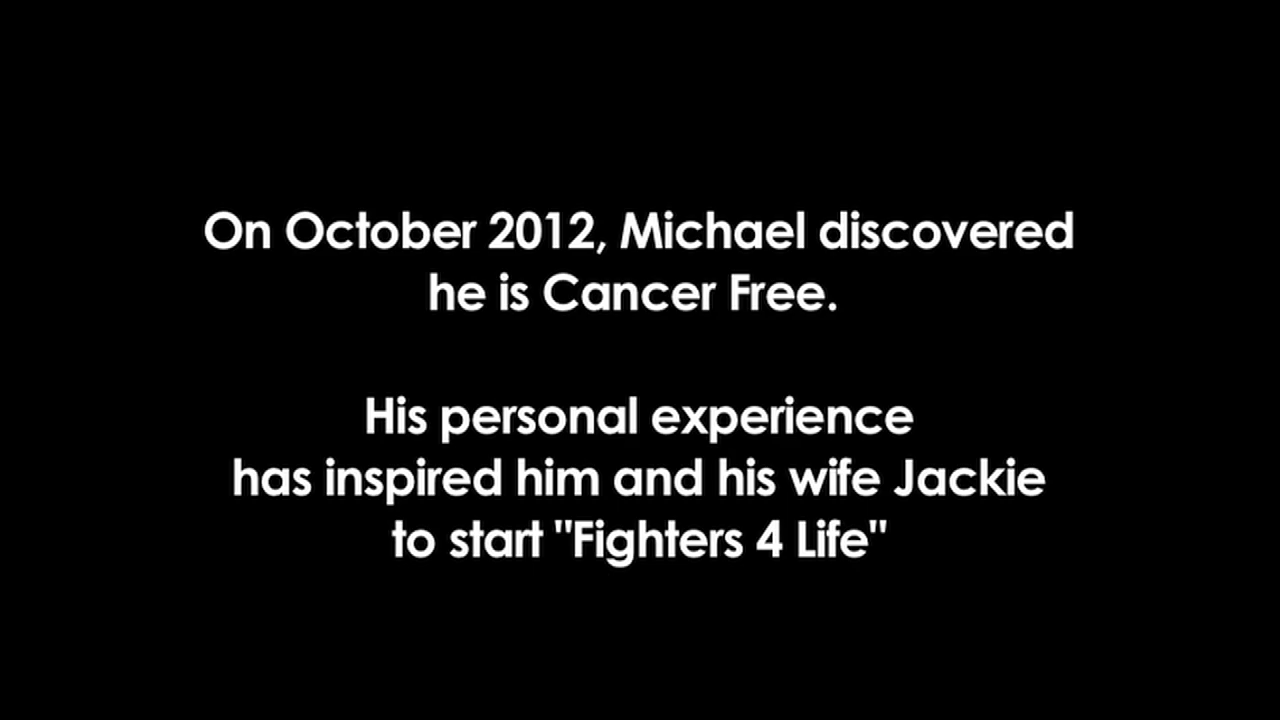 On October 2012, Michael discovered
he is Cancer Free.
His personal experience
has inspired him and his wife Jackie
to start "Fighters 4 Life"